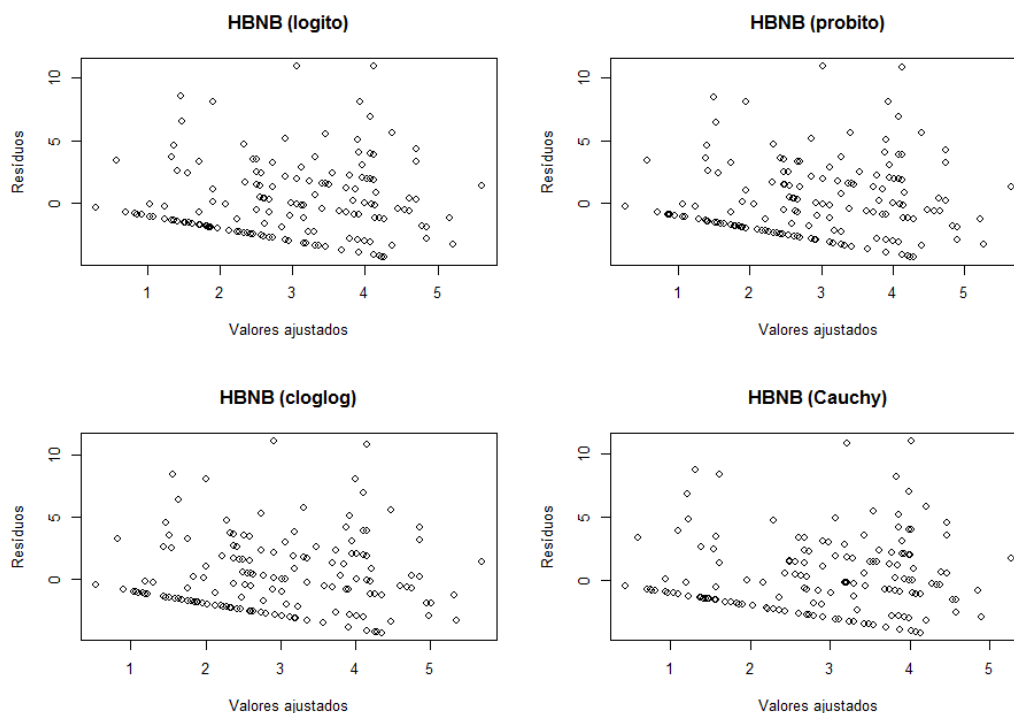 HBNB (logito)
Resíduos
10
5
0
1 2 3 4 5
Valores ajustados
HBNB (probito)
Resíduos
10
5
0
1 2 3 4 5
Valores ajustados
HBNB (cloglog)
Resíduos
10
5
0
1 2 3 4 5
Valores ajustados
HBNB (Cauchy)
Resíduos
10
5
0
1 2 3 4 5
Valores ajustados